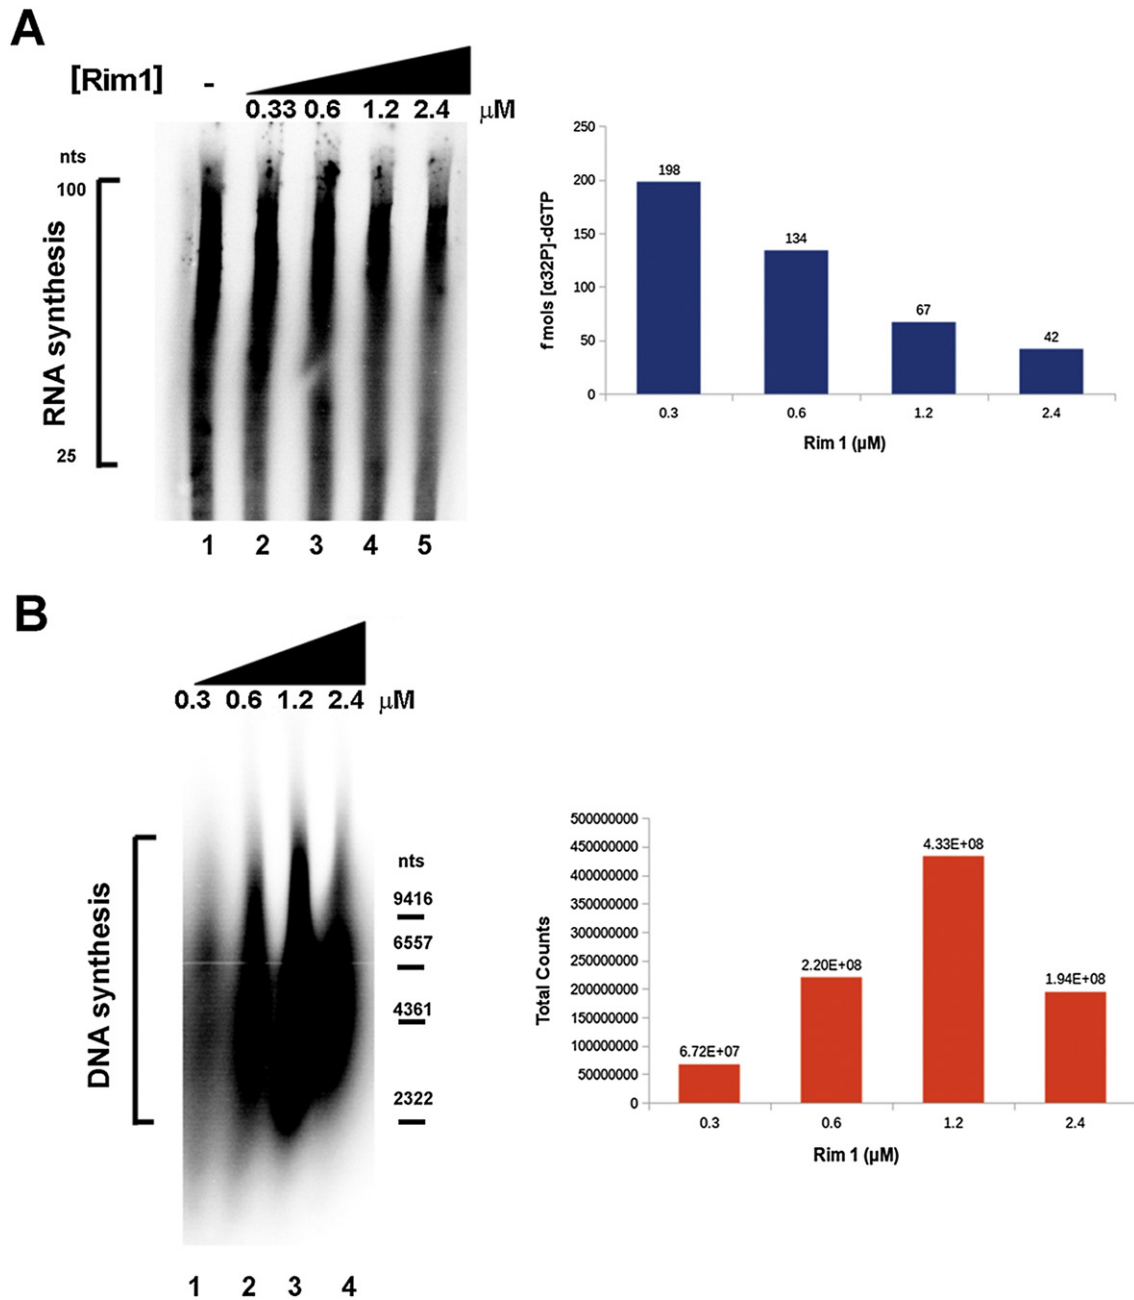 A
[Rim1] -
0.33 0.6 1.2 2.4 µM
nts
100
RNA synthesis
25
1 2 3 4 5
250
200
150
100
50
0
fmols [α32P]-dGTP
198
134
67
42
0.3 0.6 1.2 2.4
Rim 1 (µM)
B
0.3 0.6 1.2 2.4 µM
DNA synthesis
nts
9416
6557
4361
2322
1 2 3 4
500000000
450000000
400000000
350000000
300000000
250000000
200000000
150000000
100000000
50000000
0
Total Counts
6.72E+07
2.20E+08
4.33E+08
1.94E+08
0.3 0.6 1.2 2.4
Rim 1 (µM)